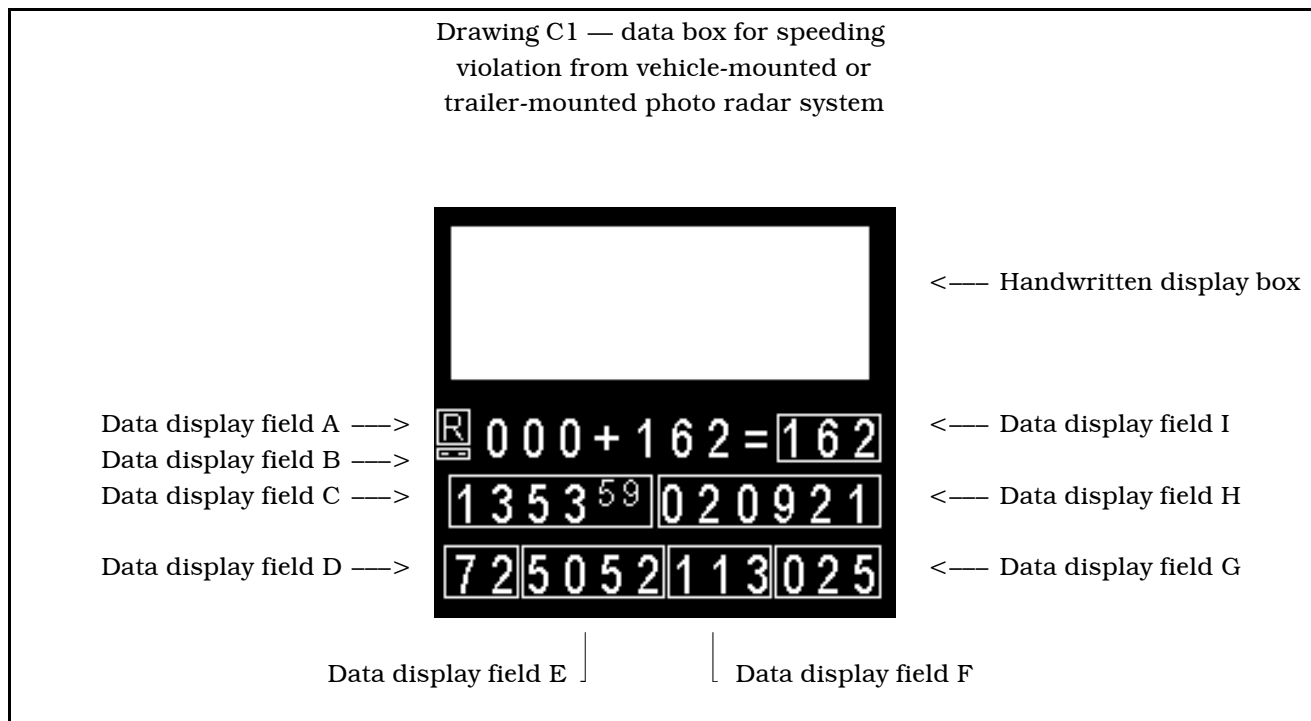 Drawing C1 — data box for speeding
violation from vehicle-mounted or
trailer-mounted photo radar system
<––– Handwritten display box
Data display field A –––> R 000+162=162 <––– Data display field I
Data display field B –––>
Data display field C –––> 1353 59 020921 <––– Data display field H
Data display field D –––> 72 5052 113 025 <––– Data display field G
Data display field E Data display field F